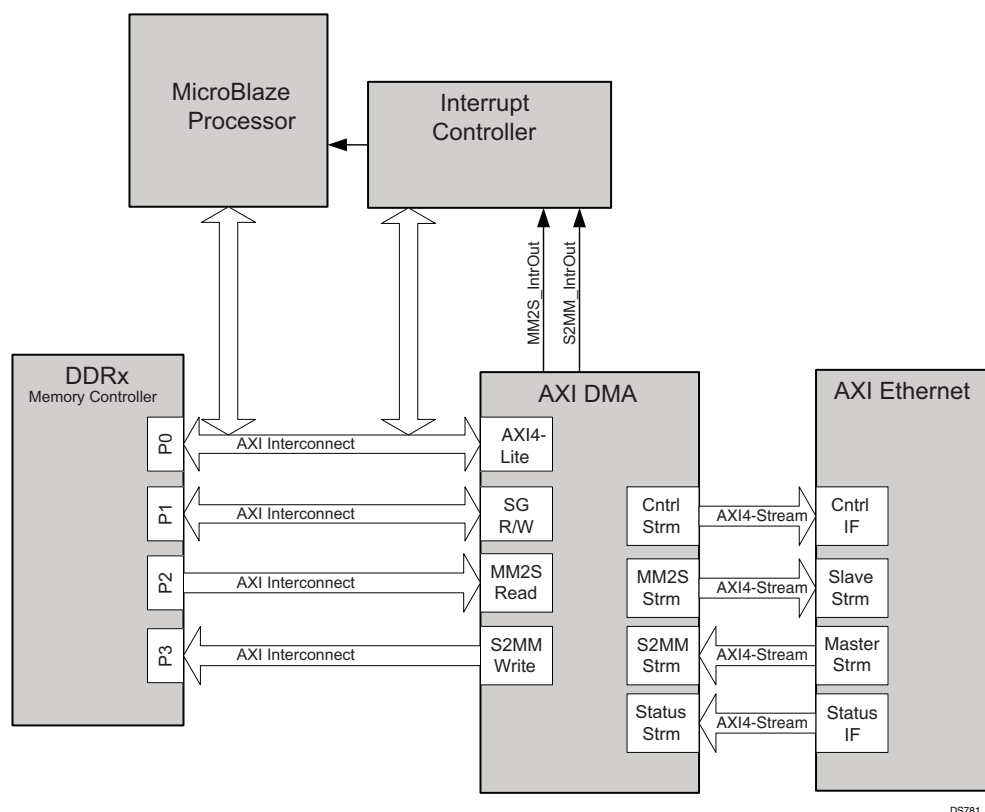 MicroBlaze
Processor
Interrupt
Controller
MM2S_IntrOut
S2MM_IntrOut
DDRx
Memory Controller
AXI DMA
AXI Ethernet
P0
AXI Interconnect
AXI4-
Lite
P1
AXI Interconnect
SG
R/W
Cntrl
Strm
AXI4-Stream
Cntrl
IF
P2
AXI Interconnect
MM2S
Read
MM2S
Strm
AXI4-Stream
Slave
Strm
P3
AXI Interconnect
S2MM
Write
S2MM
Strm
AXI4-Stream
Master
Strm
Status
Strm
AXI4-Stream
Status
IF
DS781